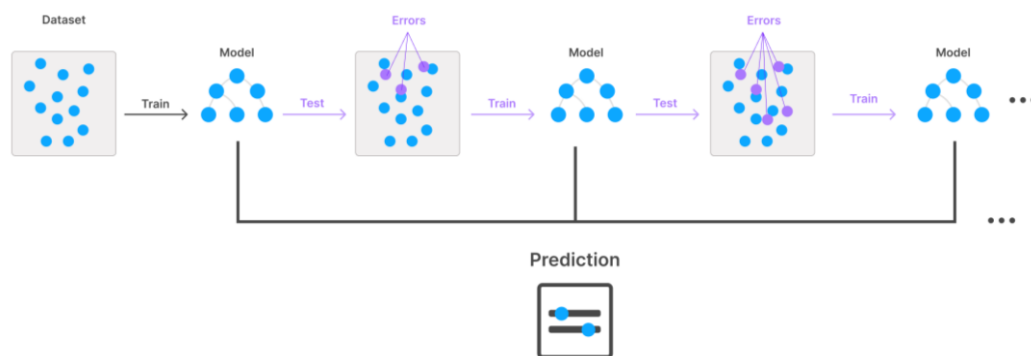 Dataset
Errors
Errors
Model
Model
Model
Train
Test
Train
Test
Train
Prediction